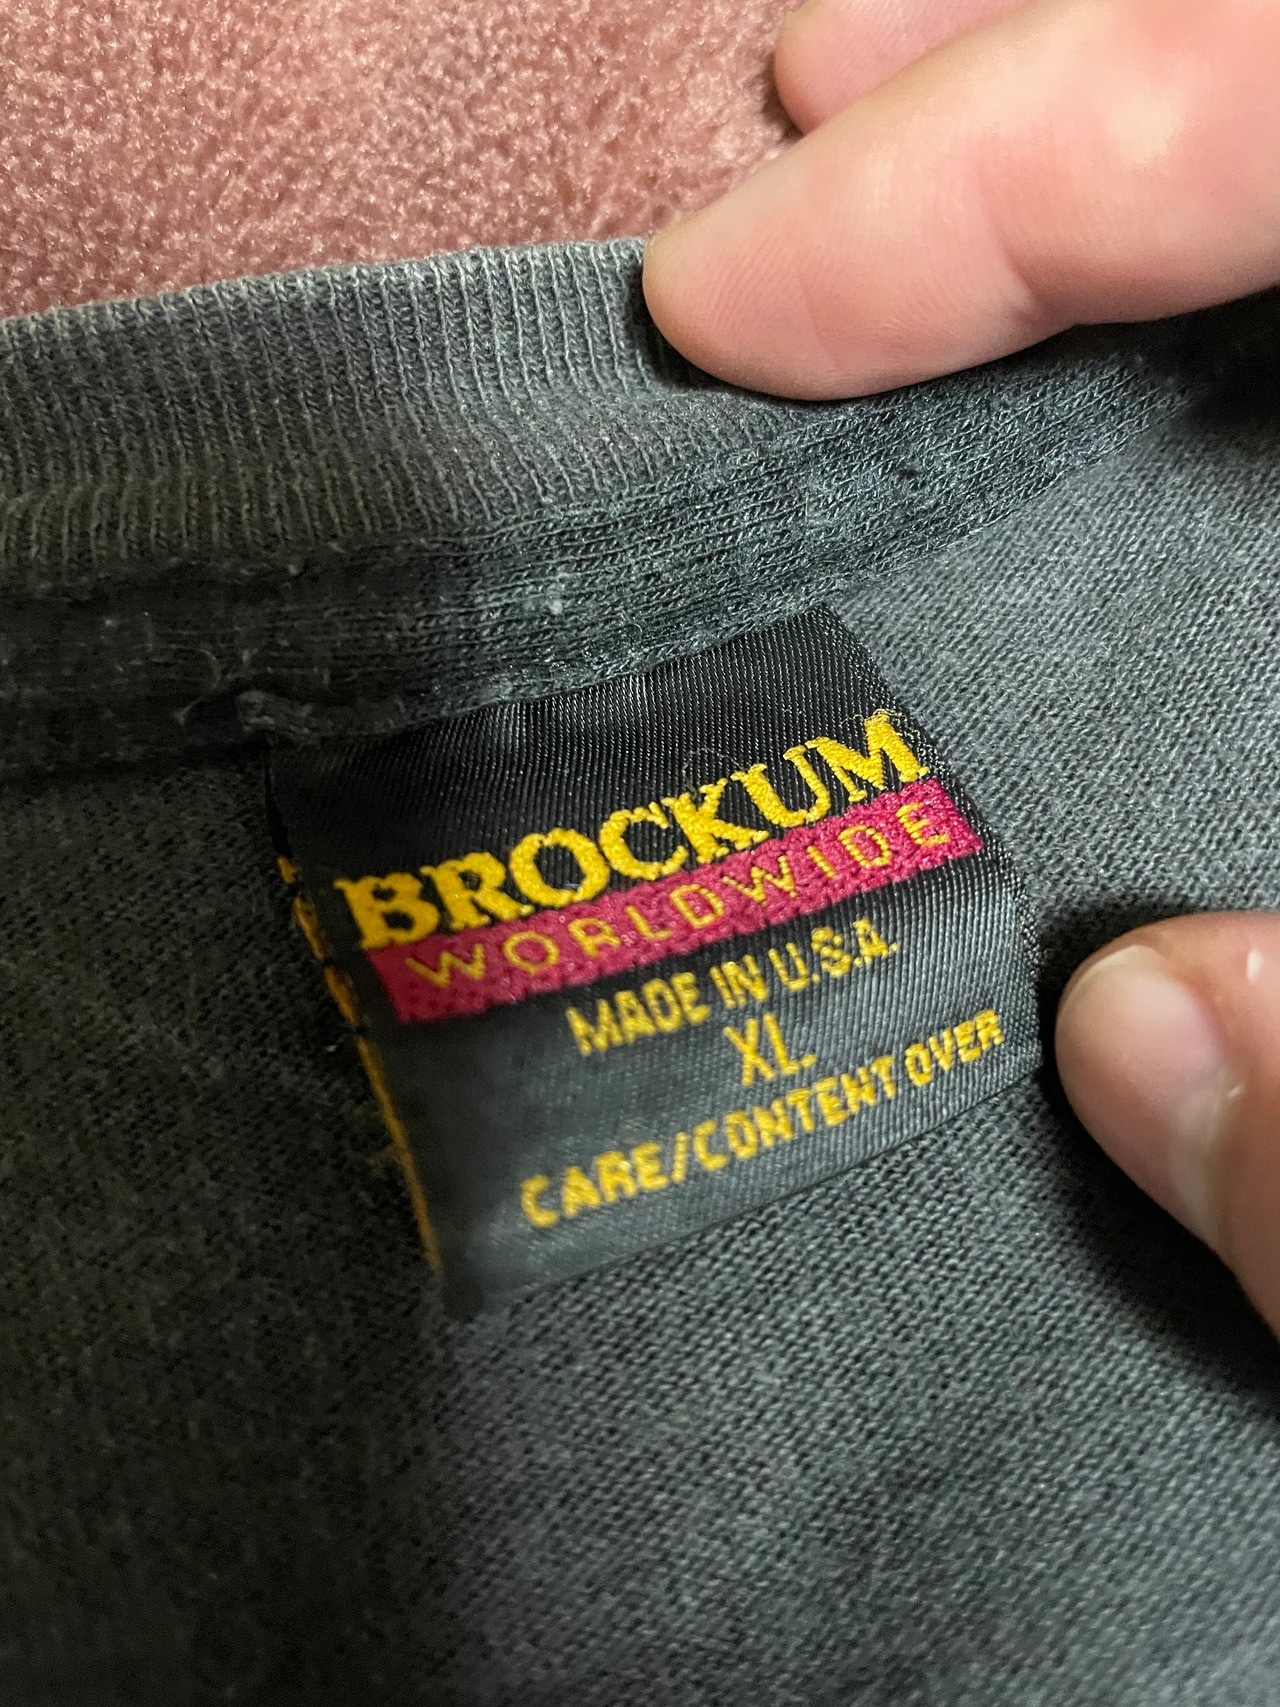 BROCKUM
WORLDWIDE
MADE IN U.S.A.
XL
CARE/CONTENT OVER